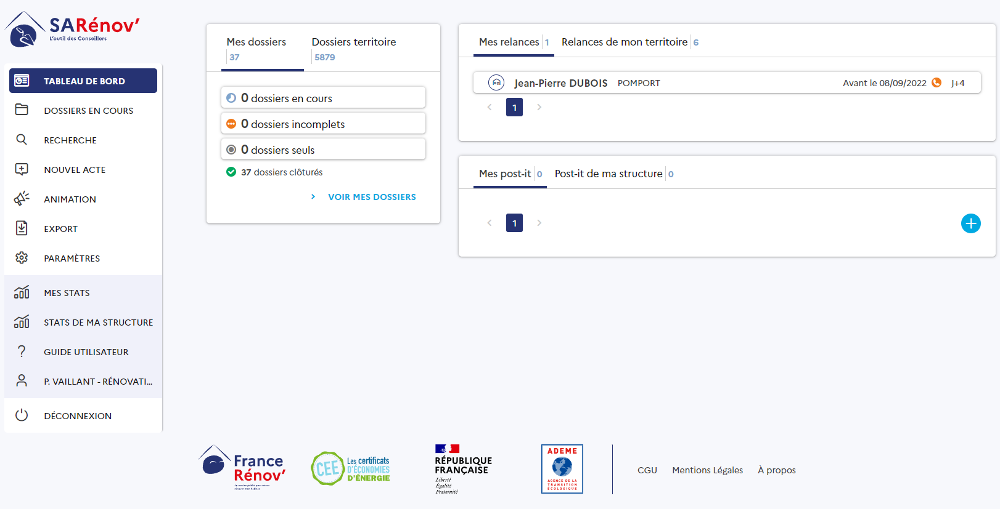 SARénov'
L'outil des Conseillers
TABLEAU DE BORD
DOSSIERS EN COURS
RECHERCHE
NOUVEL ACTE
ANIMATION
EXPORT
PARAMÈTRES
MES STATS
STATS DE MA STRUCTURE
GUIDE UTILISATEUR
P. VAILLANT - RÉNOVATI...
DÉCONNEXION
Mes dossiers 37
Dossiers territoire 5879
0 dossiers en cours
0 dossiers incomplets
0 dossiers seuls
37 dossiers clôturés
VOIR MES DOSSIERS
Mes relances 1 Relances de mon territoire 6
Jean-Pierre DUBOIS POMPORT Avant le 08/09/2022 J+4
1
Mes post-it 0 Post-it de ma structure 0
1
France
Rénov'
Le service public pour mieux
rénover mon habitat
CEE
Les certificats
D'ÉCONOMIES
D'ÉNERGIE
RÉPUBLIQUE
FRANÇAISE
Liberté
Égalité
Fraternité
ADEME
AGENCE DE LA
TRANSITION
ÉCOLOGIQUE
CGU Mentions Légales À propos